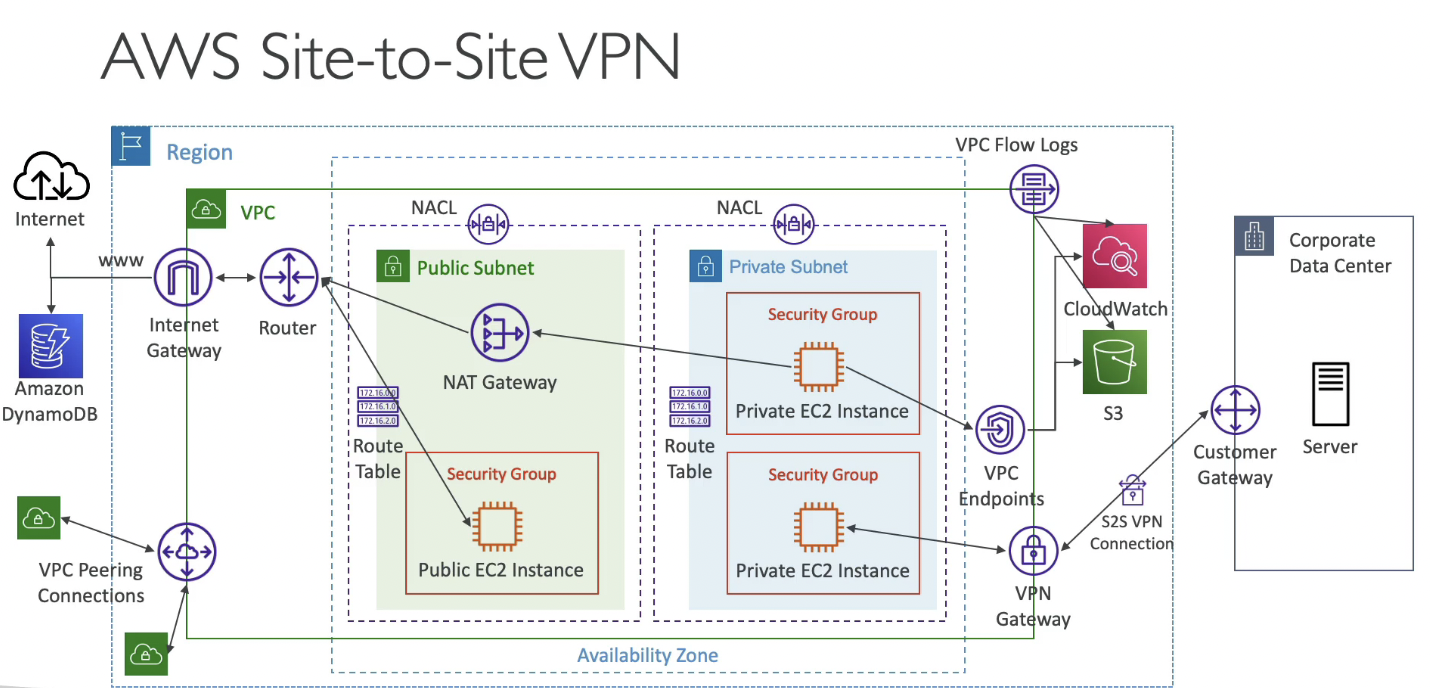 AWS Site-to-Site VPN
Region
VPC Flow Logs
Internet
VPC
NACL
NACL
www
Public Subnet
Private Subnet
Corporate
Data Center
Internet
Gateway
Router
Security Group
CloudWatch
Amazon
DynamoDB
NAT Gateway
172.16.0.0
172.16.1.0
172.16.2.0
Route
Table
172.16.0.0
172.16.1.0
172.16.2.0
Route
Table
Private EC2 Instance
S3
Customer
Gateway
Server
Security Group
Public EC2 Instance
Security Group
Private EC2 Instance
VPC
Endpoints
S2S VPN
Connection
VPC Peering
Connections
VPN
Gateway
Availability Zone